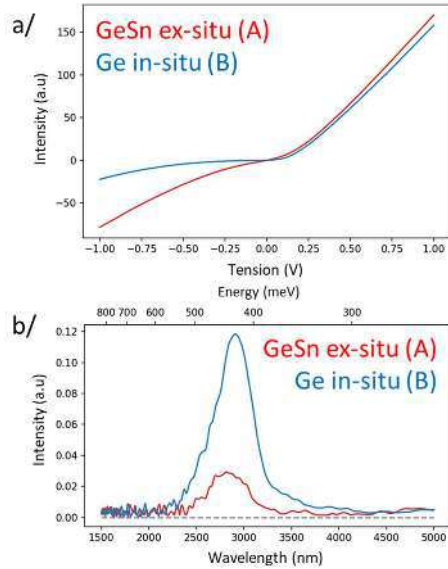 a/
GeSn ex-situ (A)
Ge in-situ (B)
Intensity (a.u)
150
100
50
0
−50
−1.00 −0.75 −0.50 −0.25 0.00 0.25 0.50 0.75 1.00
Tension (V)
Energy (meV)
800 700 600 500 400 300
b/
GeSn ex-situ (A)
Ge in-situ (B)
Intensity (a.u)
0.12
0.10
0.08
0.06
0.04
0.02
0.00
1500 2000 2500 3000 3500 4000 4500 5000
Wavelength (nm)